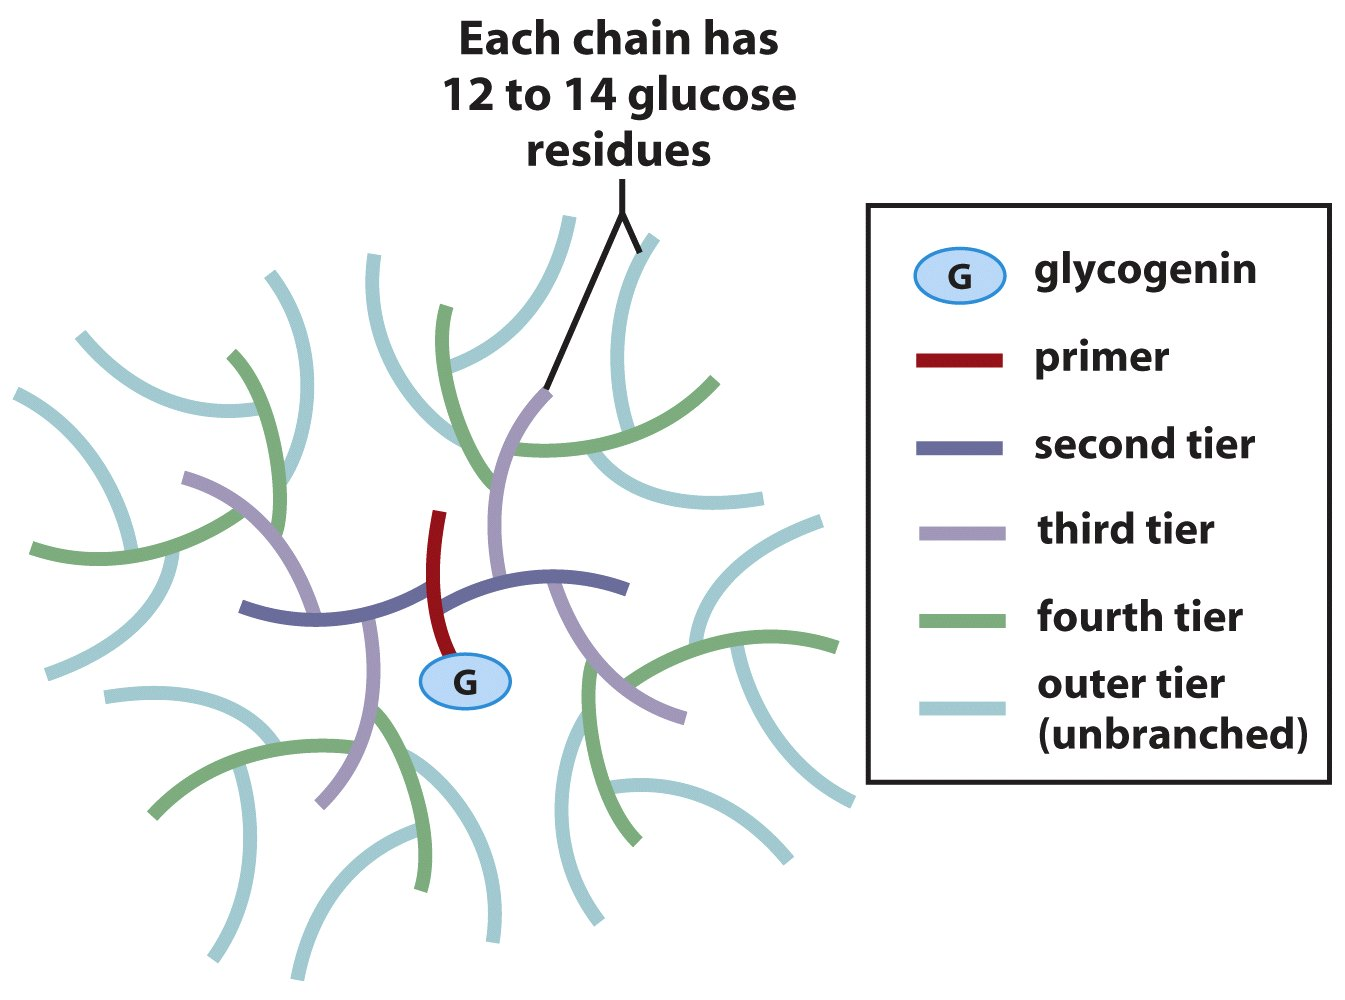 Each chain has
12 to 14 glucose
residues
G
glycogenin
primer
second tier
third tier
fourth tier
outer tier
(unbranched)
G